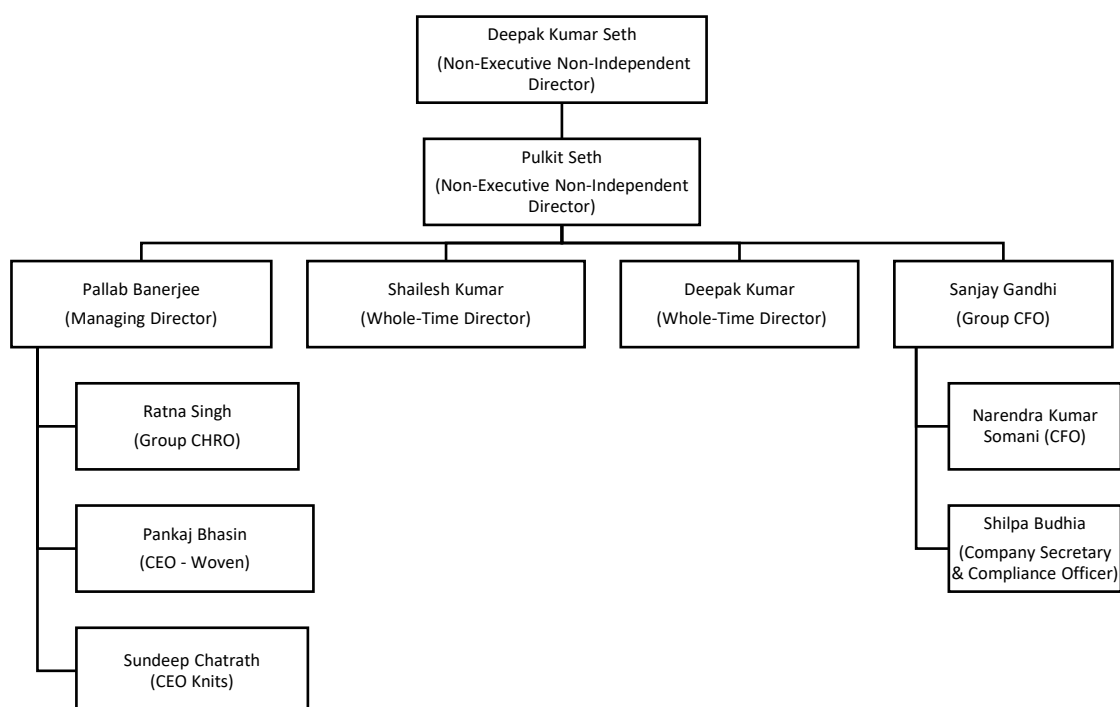 Deepak Kumar Seth
(Non-Executive Non-Independent
Director)
Pulkit Seth
(Non-Executive Non-Independent
Director)
Pallab Banerjee
(Managing Director)
Shailesh Kumar
(Whole-Time Director)
Deepak Kumar
(Whole-Time Director)
Sanjay Gandhi
(Group CFO)
Ratna Singh
(Group CHRO)
Pankaj Bhasin
(CEO - Woven)
Sundeep Chatrath
(CEO Knits)
Narendra Kumar
Somani (CFO)
Shilpa Budhia
(Company Secretary
& Compliance Officer)